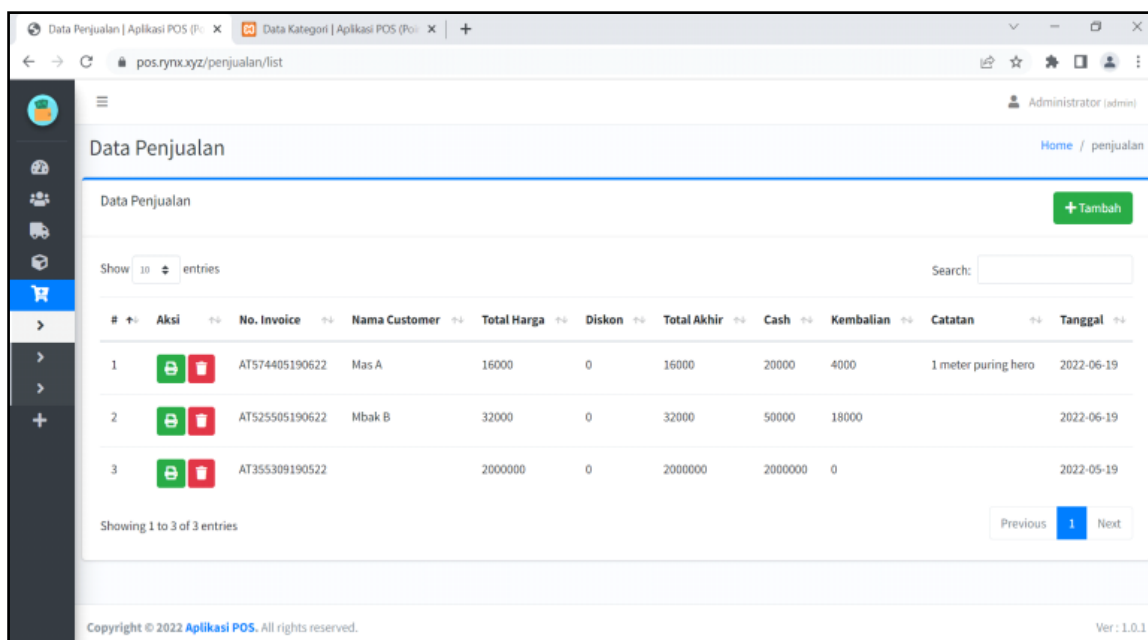 Data Penjualan | Aplikasi POS (Po Data Kategori | Aplikasi POS (Poi
pos.rynx.xyz/penjualan/list
Administrator (admin)
Data Penjualan Home / penjualan
Data Penjualan + Tambah
Show 10 entries Search:
# Aksi No. Invoice Nama Customer Total Harga Diskon Total Akhir Cash Kembalian Catatan Tanggal
1 AT574405190622 Mas A 16000 0 16000 20000 4000 1 meter puring hero 2022-06-19
2 AT525505190622 Mbak B 32000 0 32000 50000 18000 2022-06-19
3 AT355309190522 2000000 0 2000000 2000000 0 2022-05-19
Showing 1 to 3 of 3 entries Previous 1 Next
Copyright © 2022 Aplikasi POS. All rights reserved. Ver : 1.0.1